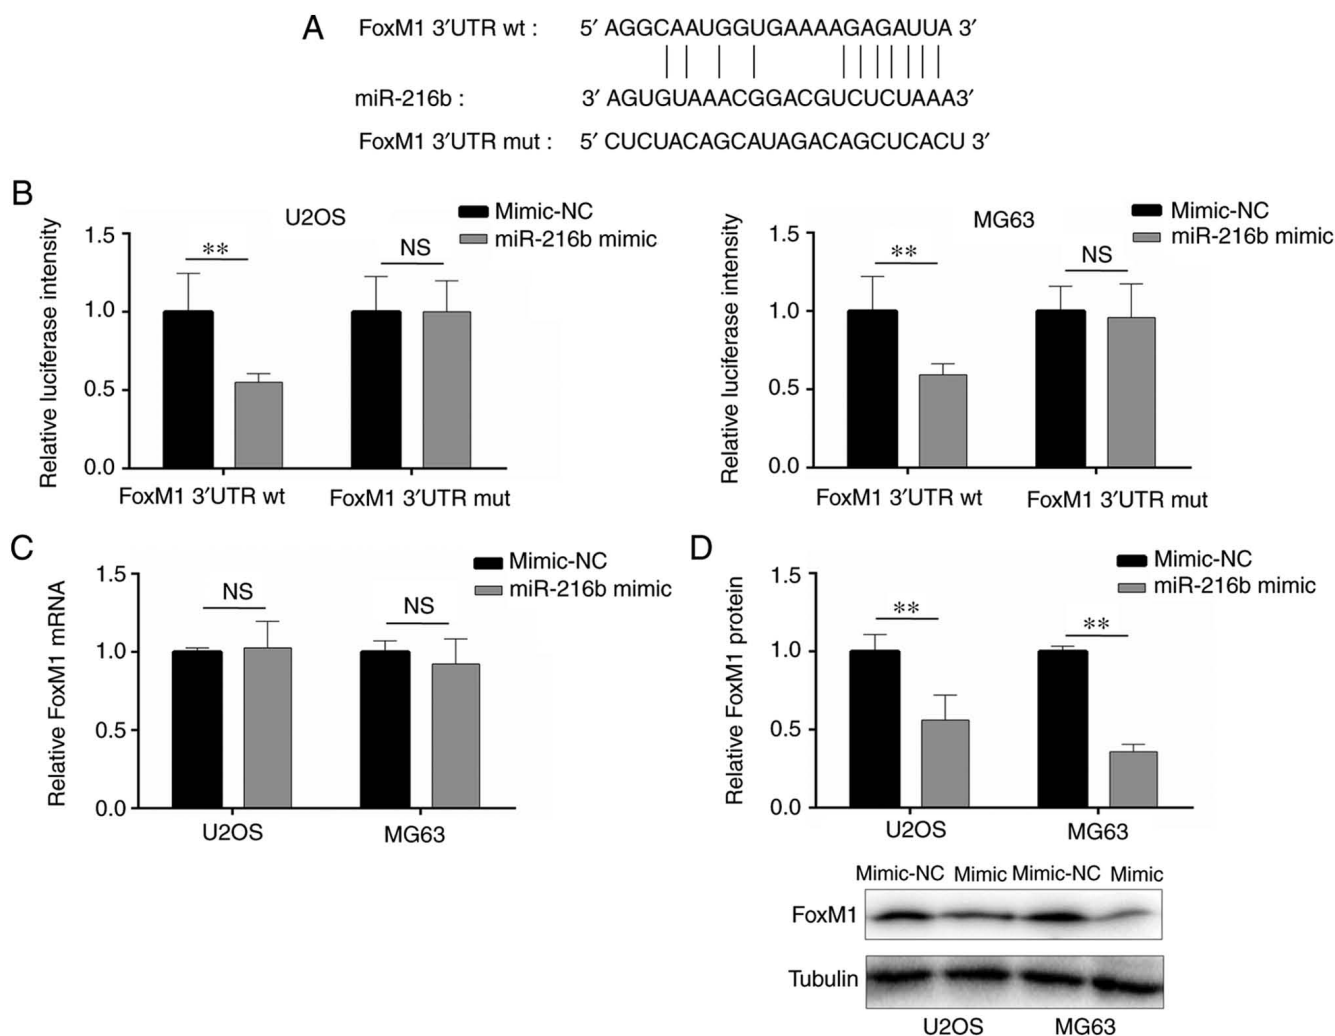 A
FoxM1 3′UTR wt : 5′ AGGCAAUGGUGAAAAGAGAUUA 3′
miR-216b : 3′ AGUGUAAACGGACGUCUCUAAA3′
FoxM1 3′UTR mut : 5′ CUCUACAGCAUAGACAGCUCACU 3′
B
U2OS
Mimic-NC
miR-216b mimic
Relative luciferase intensity
1.5
1.0
0.5
0.0
**
NS
FoxM1 3′UTR wt
FoxM1 3′UTR mut
MG63
Mimic-NC
miR-216b mimic
Relative luciferase intensity
1.5
1.0
0.5
0.0
**
NS
FoxM1 3′UTR wt
FoxM1 3′UTR mut
C
Mimic-NC
miR-216b mimic
Relative FoxM1 mRNA
1.5
1.0
0.5
0.0
NS
NS
U2OS
MG63
D
Mimic-NC
miR-216b mimic
Relative FoxM1 protein
1.5
1.0
0.5
0.0
**
**
U2OS
MG63
Mimic-NC Mimic Mimic-NC Mimic
FoxM1
Tubulin
U2OS MG63